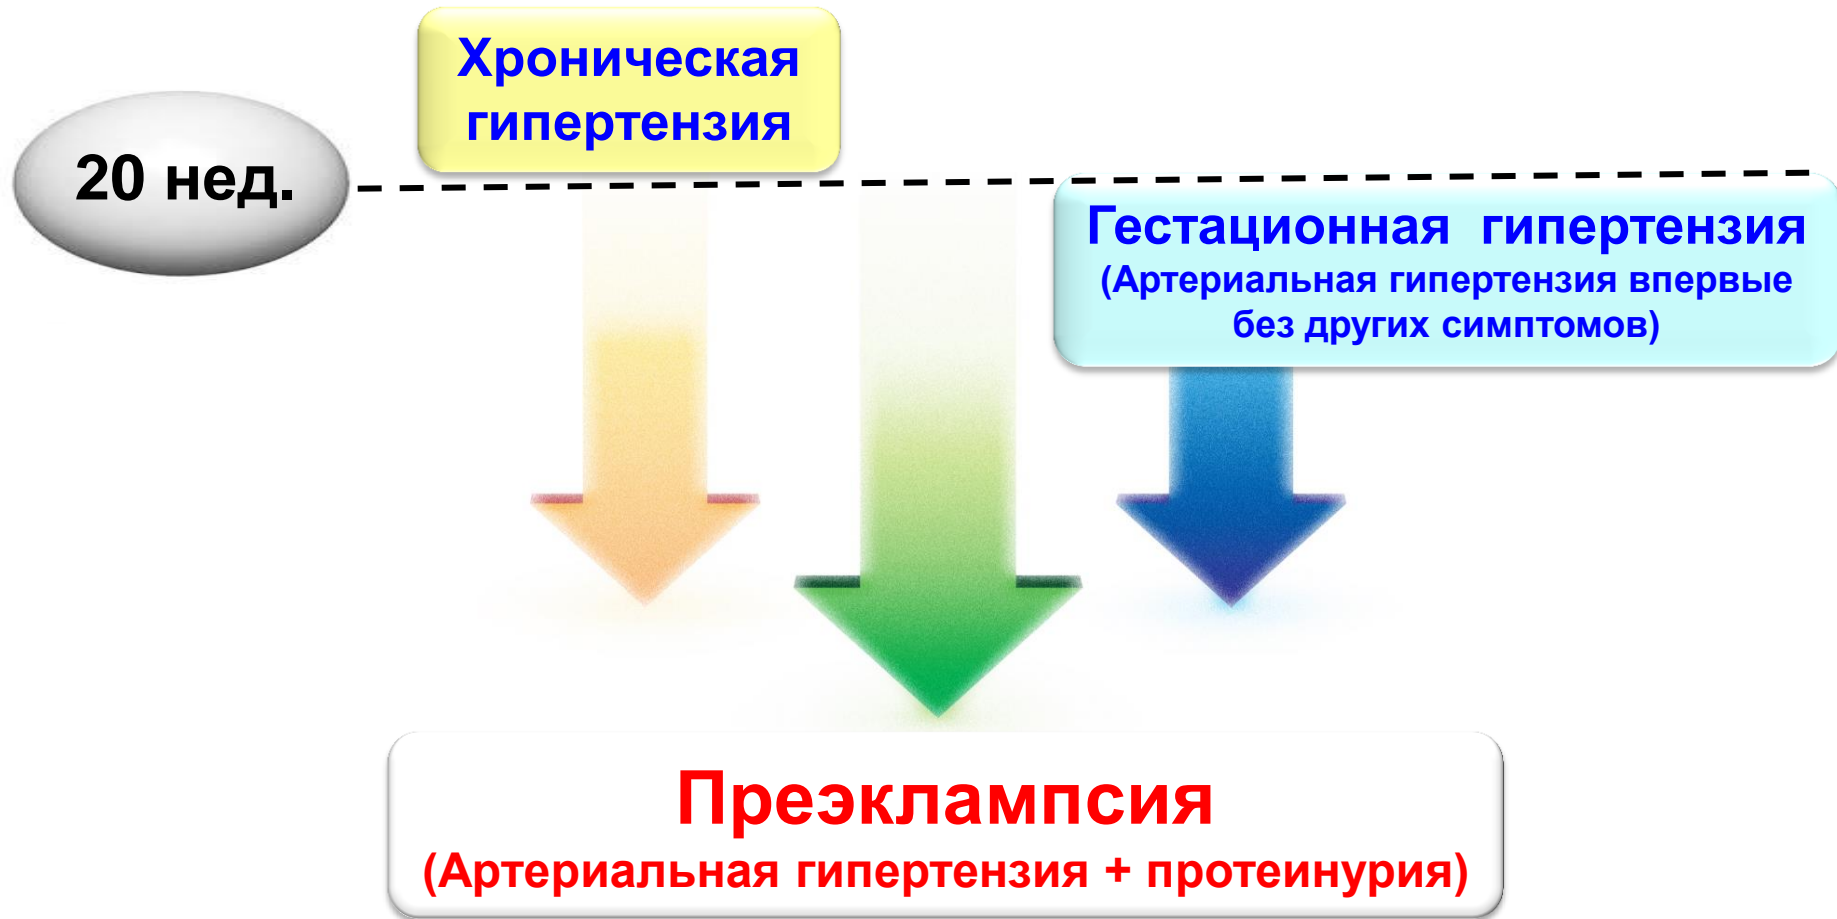 Хроническая
гипертензия
20 нед.
Гестационная гипертензия
(Артериальная гипертензия впервые
без других симптомов)
Преэклампсия
(Артериальная гипертензия + протеинурия)